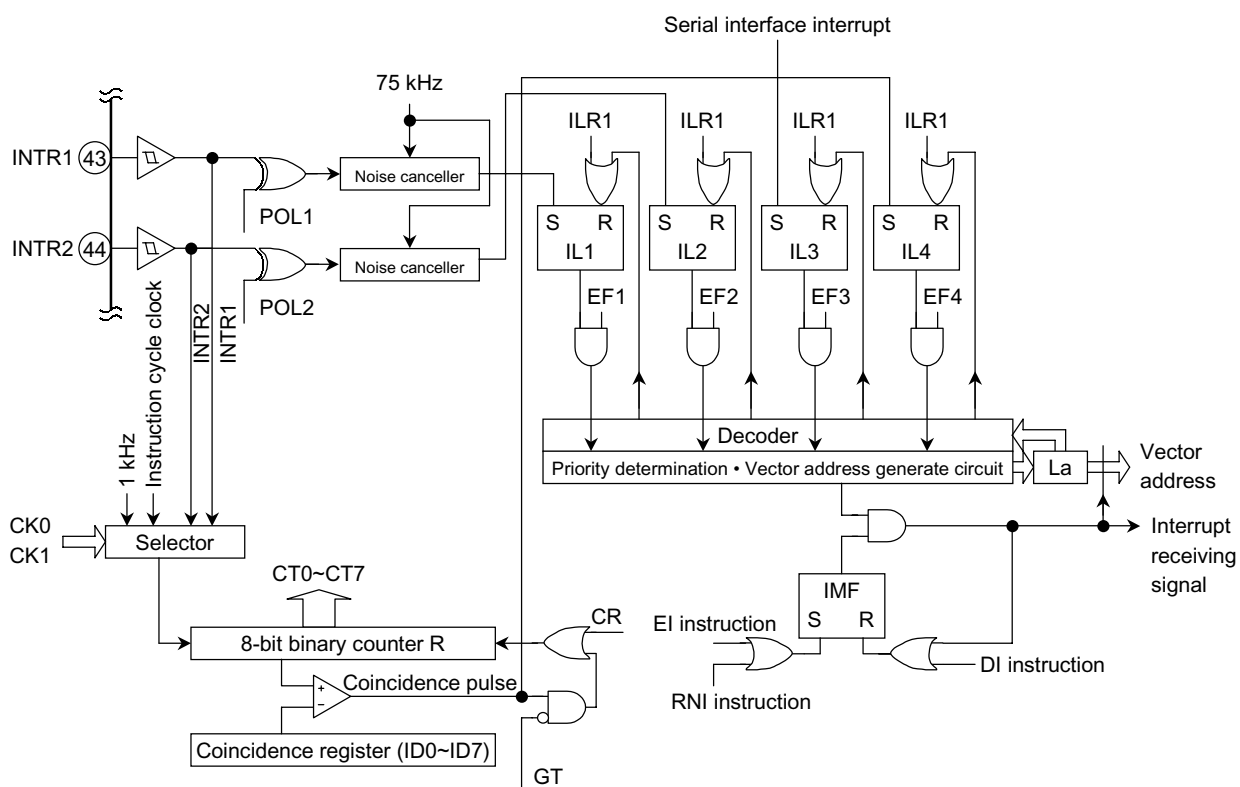 Serial interface interrupt
75 kHz
ILR1
ILR1
ILR1
ILR1
INTR1
43
Noise canceller
POL1
S R
S R
S R
S R
IL1
IL2
IL3
IL4
INTR2
44
Noise canceller
POL2
EF1
EF2
EF3
EF4
1 kHz
Instruction cycle clock
INTR2
INTR1
Decoder
Priority determination • Vector address generate circuit
La
Vector
address
CK0
CK1
Selector
Interrupt
receiving
signal
CT0~CT7
IMF
S R
CR
EI instruction
8-bit binary counter R
DI instruction
RNI instruction
+
−
Coincidence pulse
Coincidence register (ID0~ID7)
GT